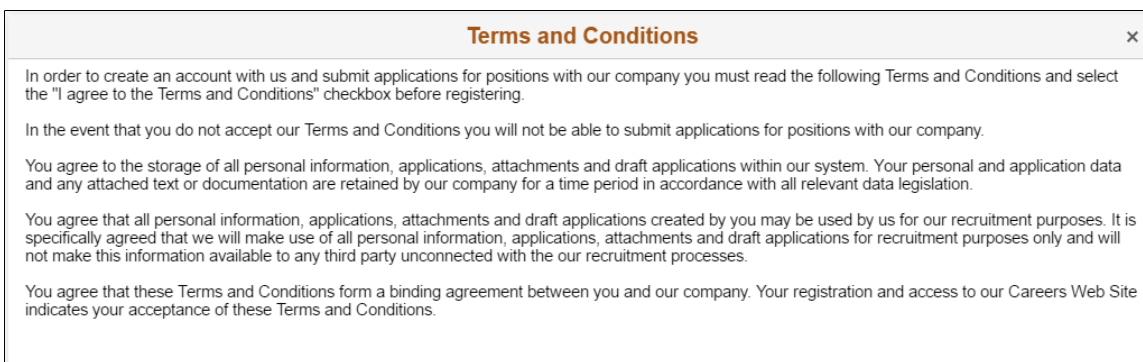 Terms and Conditions
×
In order to create an account with us and submit applications for positions with our company you must read the following Terms and Conditions and select
the "I agree to the Terms and Conditions" checkbox before registering.
In the event that you do not accept our Terms and Conditions you will not be able to submit applications for positions with our company.
You agree to the storage of all personal information, applications, attachments and draft applications within our system. Your personal and application data
and any attached text or documentation are retained by our company for a time period in accordance with all relevant data legislation.
You agree that all personal information, applications, attachments and draft applications created by you may be used by us for our recruitment purposes. It is
specifically agreed that we will make use of all personal information, applications, attachments and draft applications for recruitment purposes only and will
not make this information available to any third party unconnected with the our recruitment processes.
You agree that these Terms and Conditions form a binding agreement between you and our company. Your registration and access to our Careers Web Site
indicates your acceptance of these Terms and Conditions.